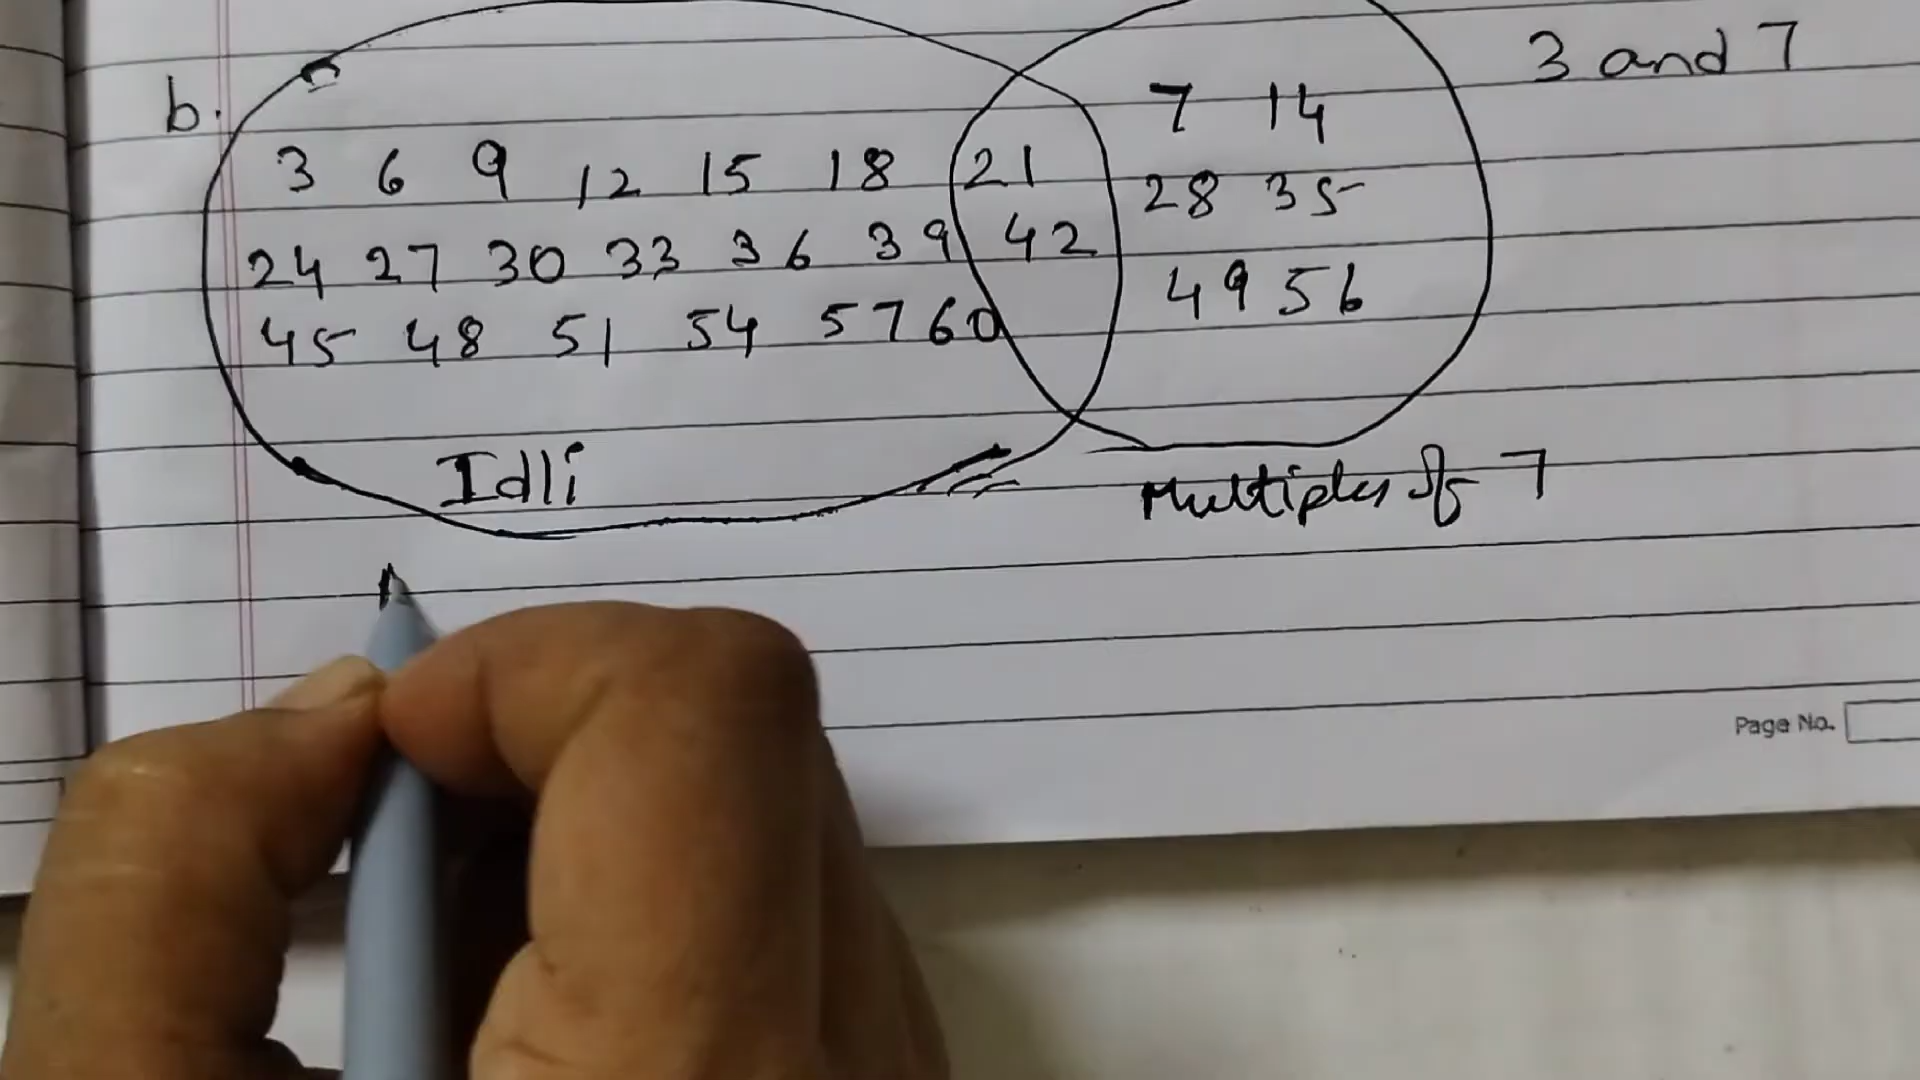 3 and 7
b.
7 14
3 6 9 12 15 18 21
28 35
24 27 30 33 36 39 42
49 56
45 48 51 54 57 60
Idli
Multiples of 7
Page No.